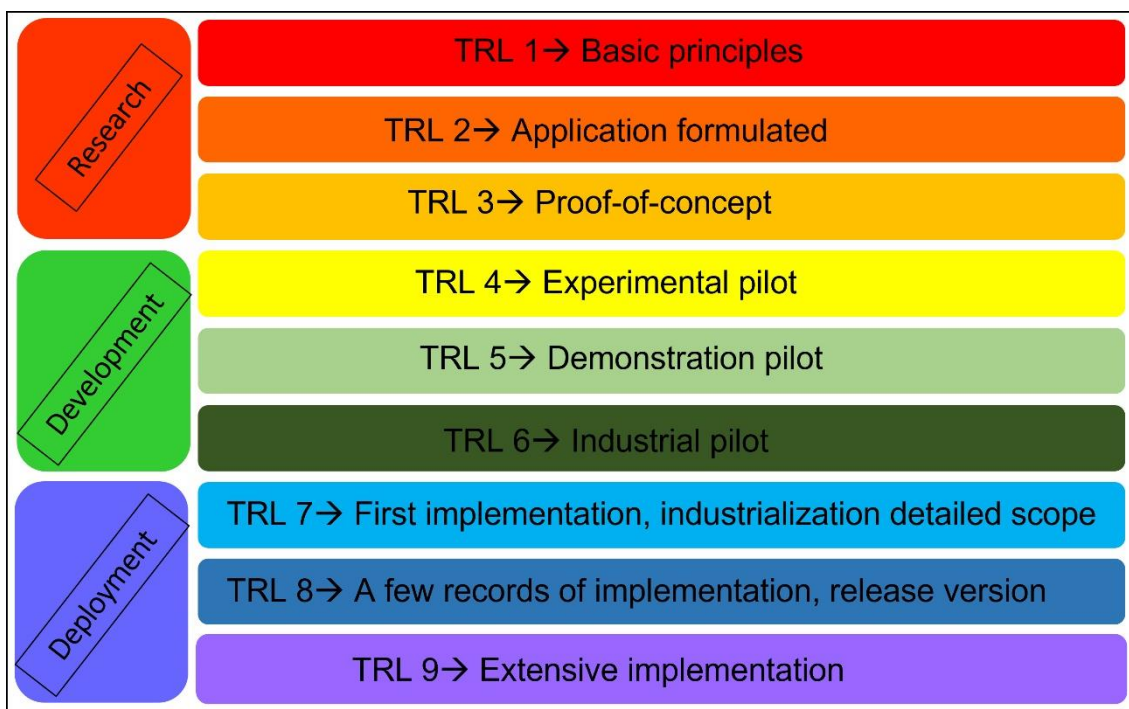 Research
TRL 1→ Basic principles
TRL 2→ Application formulated
TRL 3→ Proof-of-concept
Development
TRL 4→ Experimental pilot
TRL 5→ Demonstration pilot
TRL 6→ Industrial pilot
Deployment
TRL 7→ First implementation, industrialization detailed scope
TRL 8→ A few records of implementation, release version
TRL 9→ Extensive implementation